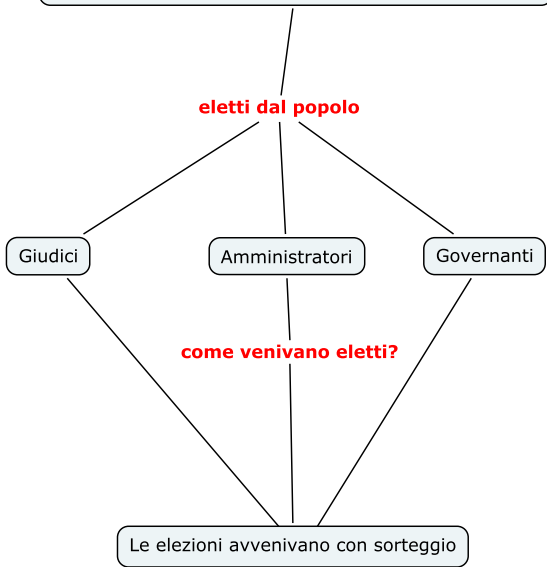 eletti dal popolo
Giudici
Amministratori
Governanti
come venivano eletti?
Le elezioni avvenivano con sorteggio